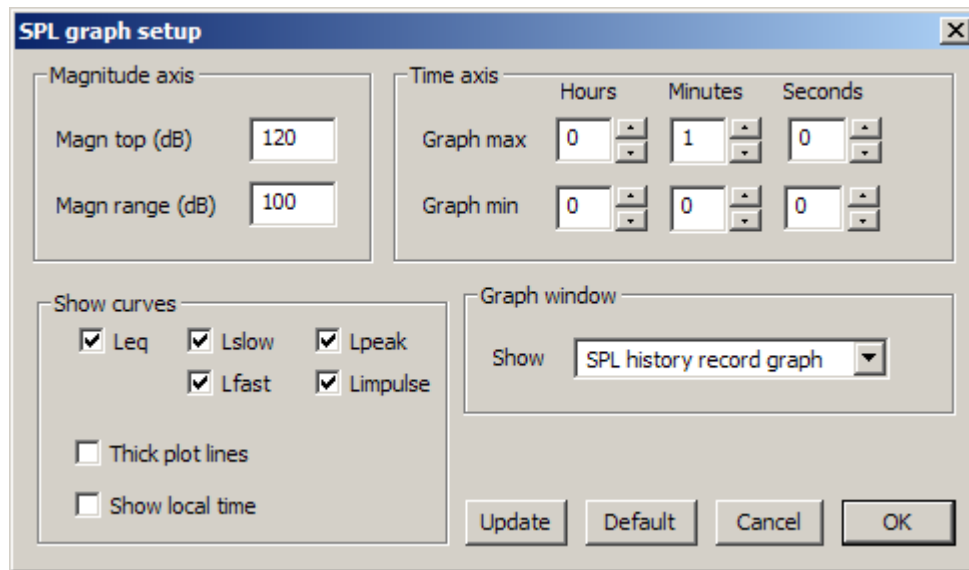 SPL graph setup
Magnitude axis
Magn top (dB) 120
Magn range (dB) 100
Time axis
Hours Minutes Seconds
Graph max 0 1 0
Graph min 0 0 0
Show curves
Leq Lslow Lpeak
Lfast Limpulse
Thick plot lines
Show local time
Graph window
Show SPL history record graph
Update Default Cancel OK